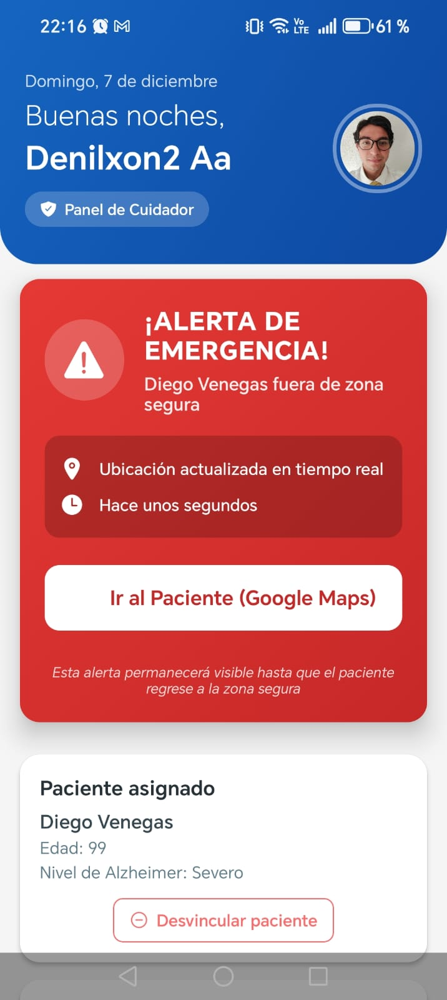 22:16 Vo LTE 61 %
Domingo, 7 de diciembre
Buenas noches,
Denilxon2 Aa
Panel de Cuidador
¡ALERTA DE
EMERGENCIA!
Diego Venegas fuera de zona
segura
Ubicación actualizada en tiempo real
Hace unos segundos
Ir al Paciente (Google Maps)
Esta alerta permanecerá visible hasta que el paciente
regrese a la zona segura
Paciente asignado
Diego Venegas
Edad: 99
Nivel de Alzheimer: Severo
Desvincular paciente